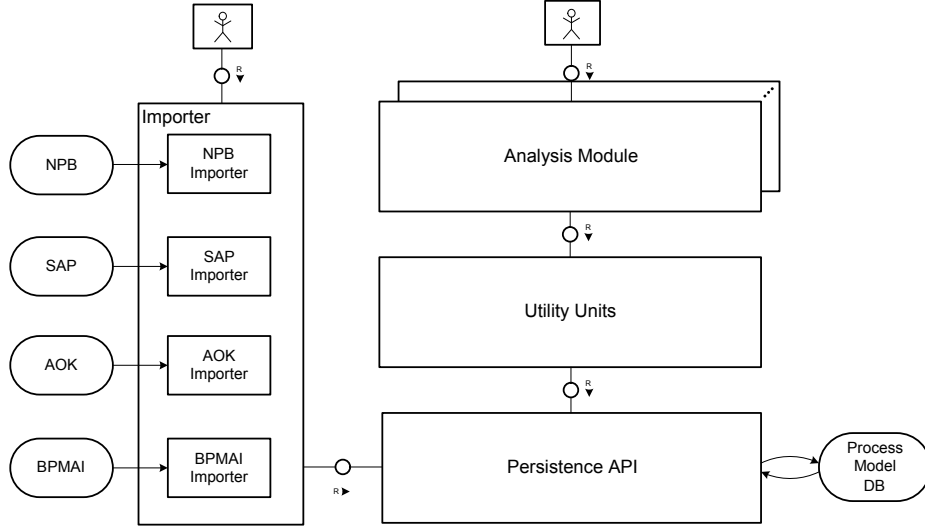 R
R
Importer
NPB
NPB
Importer
Analysis Module
R
SAP
SAP
Importer
Utility Units
AOK
AOK
Importer
R
BPMAI
BPMAI
Importer
R
Persistence API
Process
Model
DB